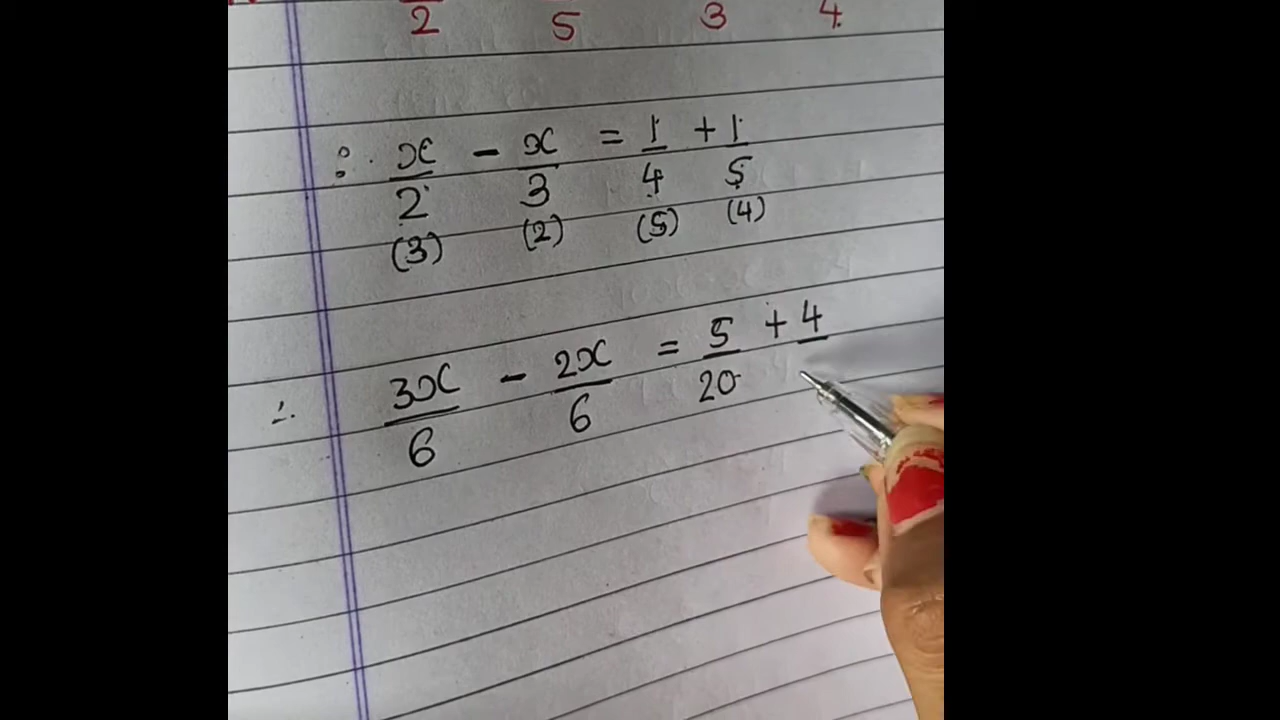 2 5 3 4
∴ x/2 - x/3 = 1/4 + 1/5
(3) (2) (5) (4)
∴ 3x/6 - 2x/6 = 5/20 + 4/